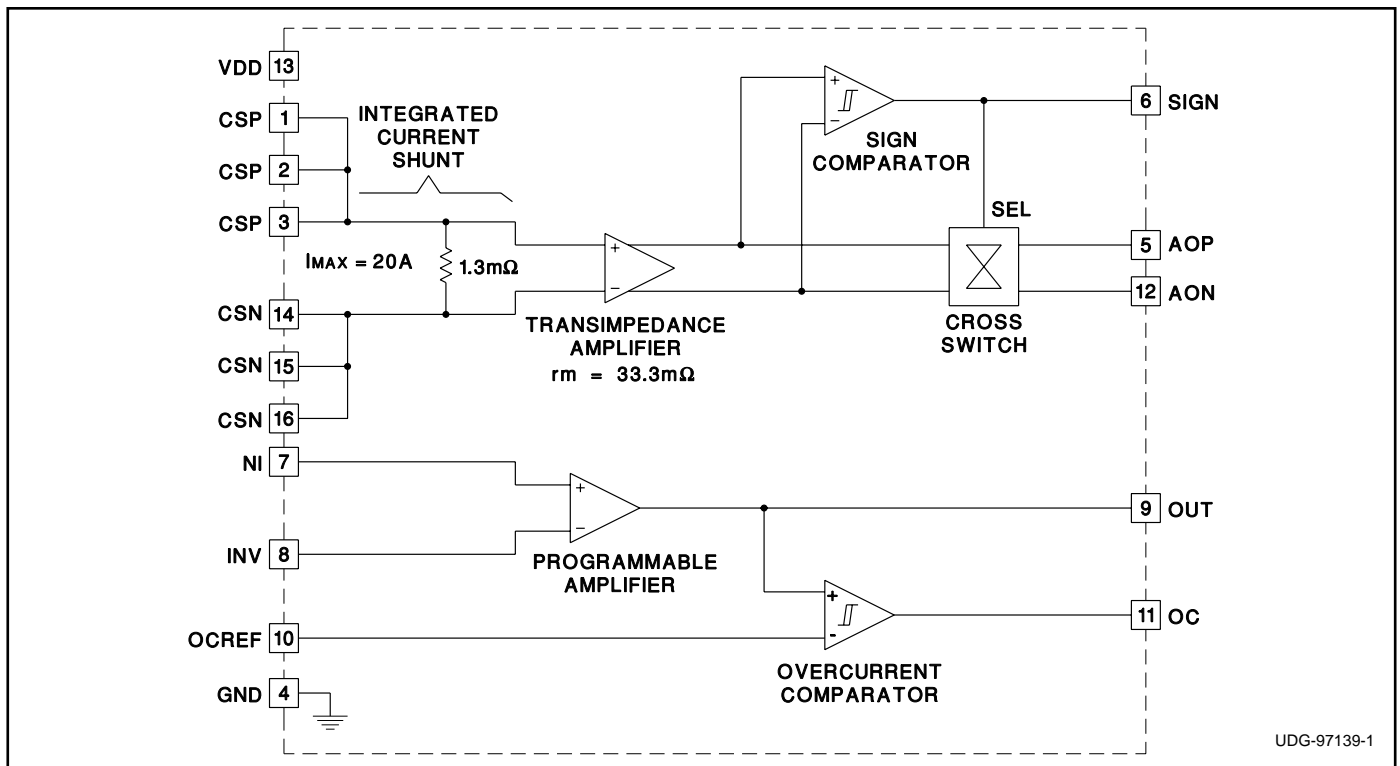 VDD 13
CSP 1
CSP 2
CSP 3
INTEGRATED
CURRENT
SHUNT
IMAX = 20A
1.3mΩ
CSN 14
CSN 15
CSN 16
+
−
TRANSIMPEDANCE
AMPLIFIER
rm = 33.3mΩ
+
−
SIGN
COMPARATOR
SEL
CROSS
SWITCH
6 SIGN
5 AOP
12 AON
NI 7
INV 8
+
−
PROGRAMMABLE
AMPLIFIER
OCREF 10
GND 4
+
-
OVERCURRENT
COMPARATOR
9 OUT
11 OC
UDG-97139-1